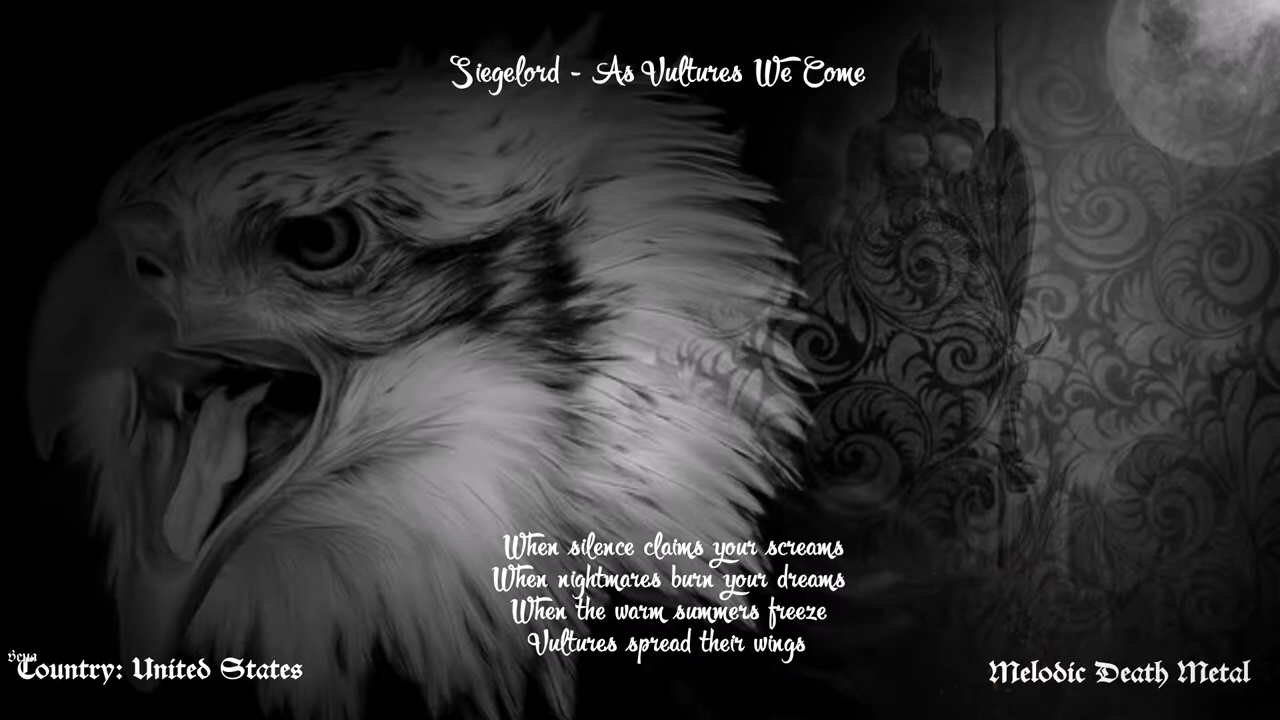 Siegelord - As Vultures We Come
When silence claims your screams
When nightmares burn your dreams
When the warm summers freeze
Vultures spread their wings
Country: United States
Melodic Death Metal